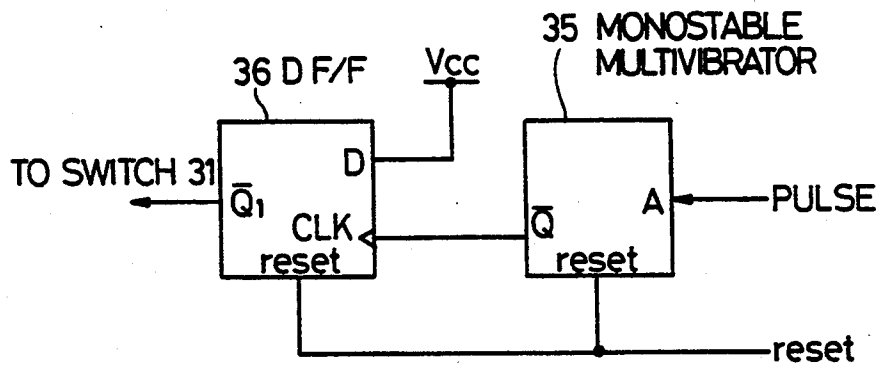 35 MONOSTABLE
MULTIVIBRATOR
36 D F/F
Vcc
TO SWITCH 31
D
Q̅1
CLK
reset
Q̅
A
reset
PULSE
reset